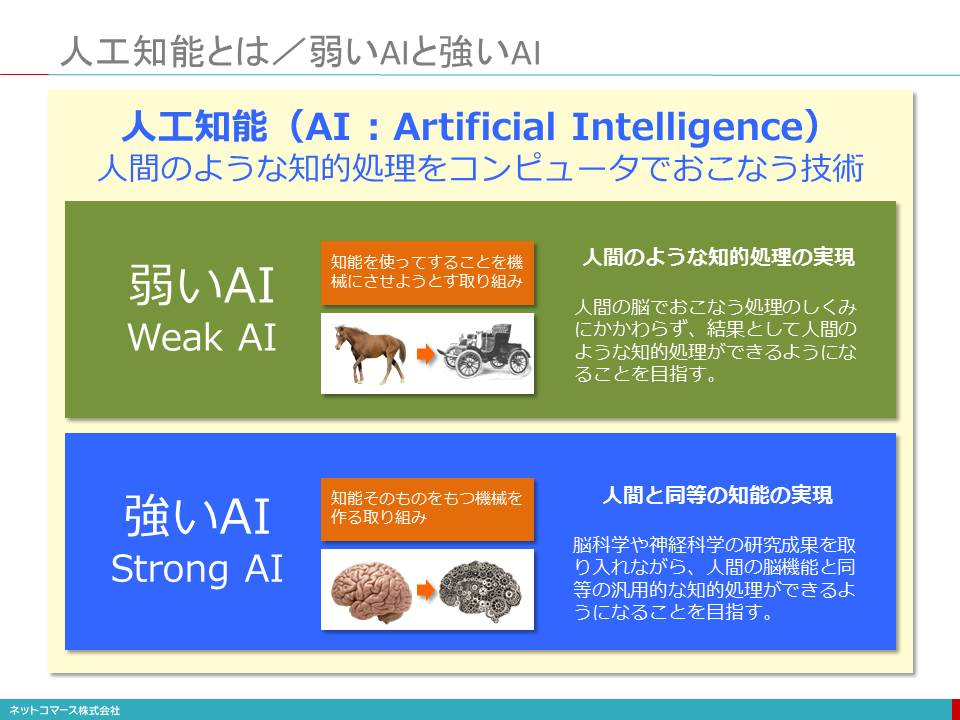 人工知能とは／弱いAIと強いAI
人工知能（AI：Artificial Intelligence）
人間のような知的処理をコンピュータでおこなう技術
弱いAI
Weak AI
知能を使ってすることを機
械にさせようとす取り組み
人間のような知的処理の実現
人間の脳でおこなう処理のしくみ
にかかわらず、結果として人間の
ような知的処理ができるようにな
ることを目指す。
強いAI
Strong AI
知能そのものをもつ機械を
作る取り組み
人間と同等の知能の実現
脳科学や神経科学の研究成果を取
り入れながら、人間の脳機能と同
等の汎用的な知的処理ができるよ
うになることを目指す。
ネットコマース株式会社